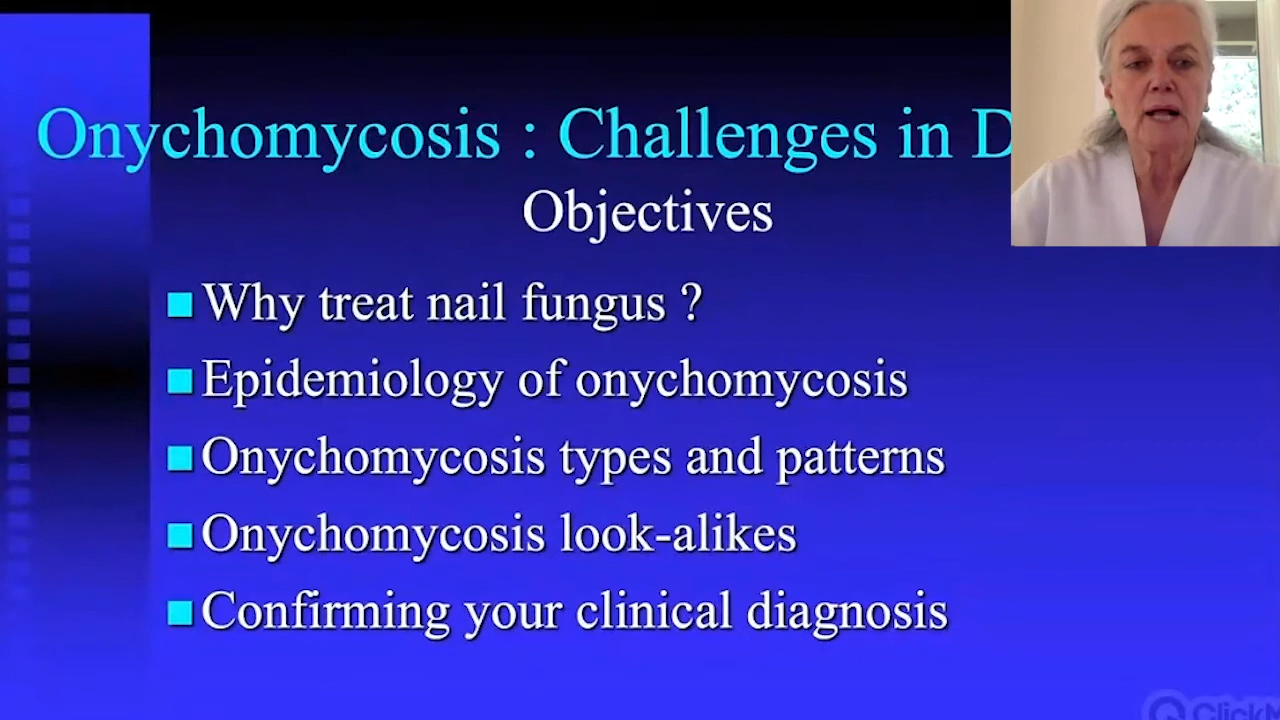 Onychomycosis : Challenges in D
Objectives
Why treat nail fungus ?
Epidemiology of onychomycosis
Onychomycosis types and patterns
Onychomycosis look-alikes
Confirming your clinical diagnosis